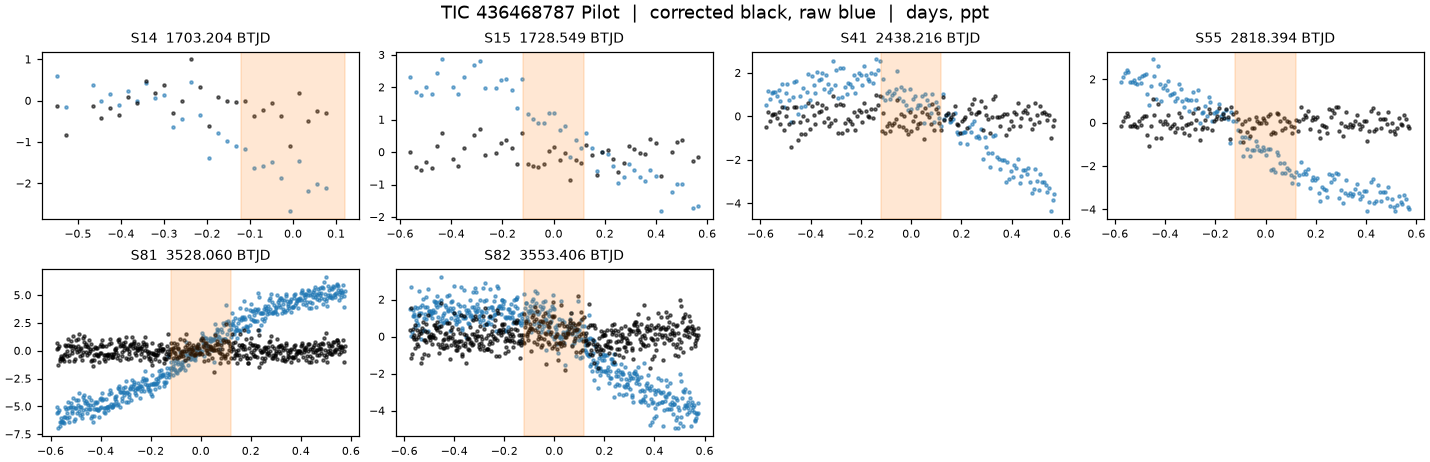 TIC 436468787 Pilot | corrected black, raw blue | days, ppt
S14 1703.204 BTJD
S15 1728.549 BTJD
S41 2438.216 BTJD
S55 2818.394 BTJD
1
0
−1
−2
−0.5 −0.4 −0.3 −0.2 −0.1 0.0 0.1
3
2
1
0
−1
−2
−0.6 −0.4 −0.2 0.0 0.2 0.4 0.6
2
0
−2
−4
−0.6 −0.4 −0.2 0.0 0.2 0.4 0.6
2
0
−2
−4
−0.6 −0.4 −0.2 0.0 0.2 0.4 0.6
S81 3528.060 BTJD
S82 3553.406 BTJD
5.0
2.5
0.0
−2.5
−5.0
−7.5
−0.6 −0.4 −0.2 0.0 0.2 0.4 0.6
2
0
−2
−4
−0.6 −0.4 −0.2 0.0 0.2 0.4 0.6